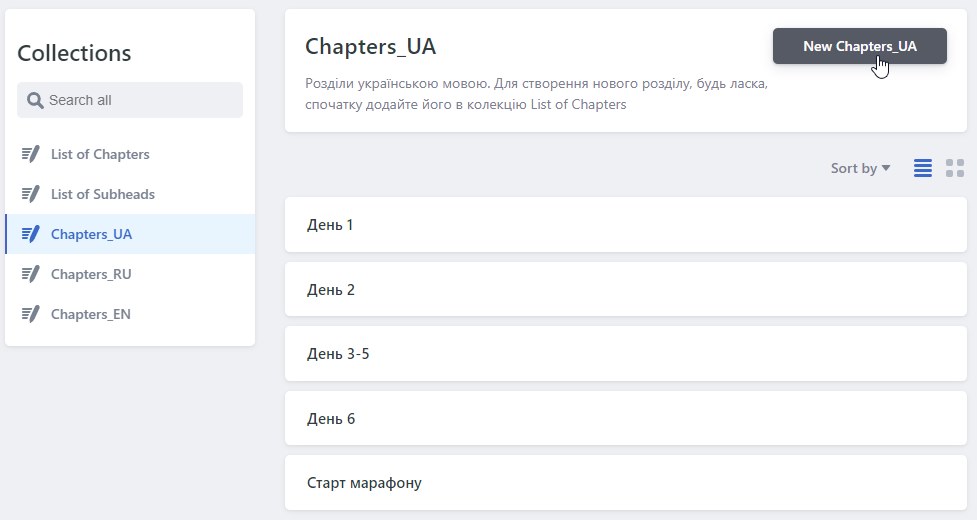 Collections
Search all
List of Chapters
List of Subheads
Chapters_UA
Chapters_RU
Chapters_EN
Chapters_UA
New Chapters_UA
Розділи українською мовою. Для створення нового розділу, будь ласка,
спочатку додайте його в колекцію List of Chapters
Sort by
День 1
День 2
День 3-5
День 6
Старт марафону